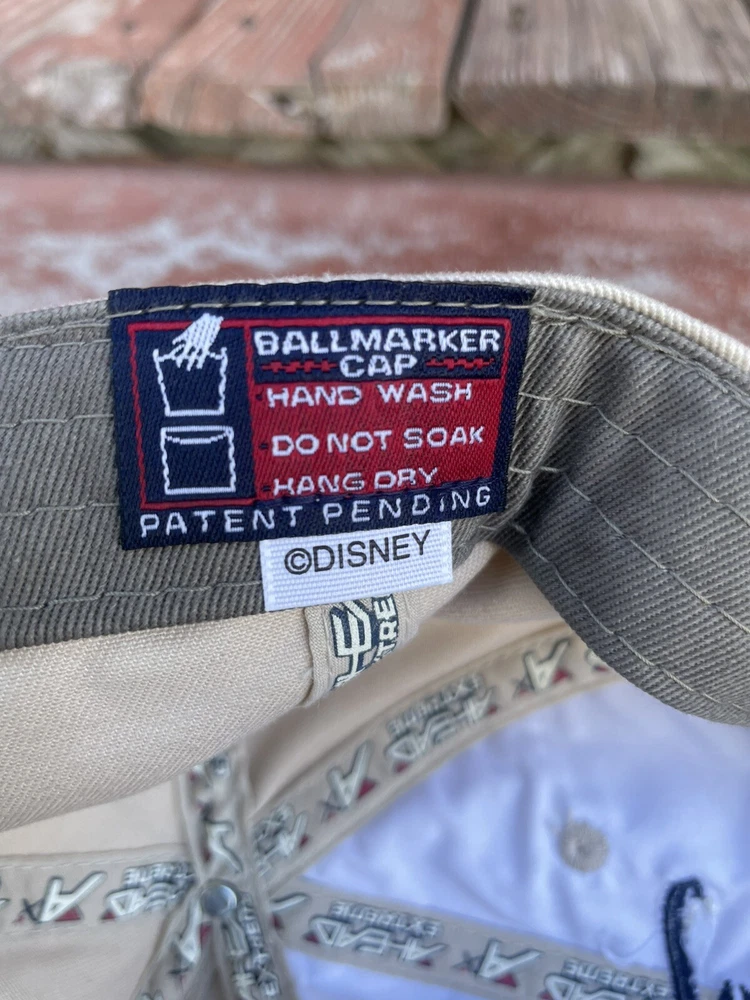 BALLMARKER
CAP
·HAND WASH
·DO NOT SOAK
·HANG DRY
PATENT PENDING
©DISNEY
AHEAD
EXTREME
AHEAD
EXTREME
AHEAD
EXTREME